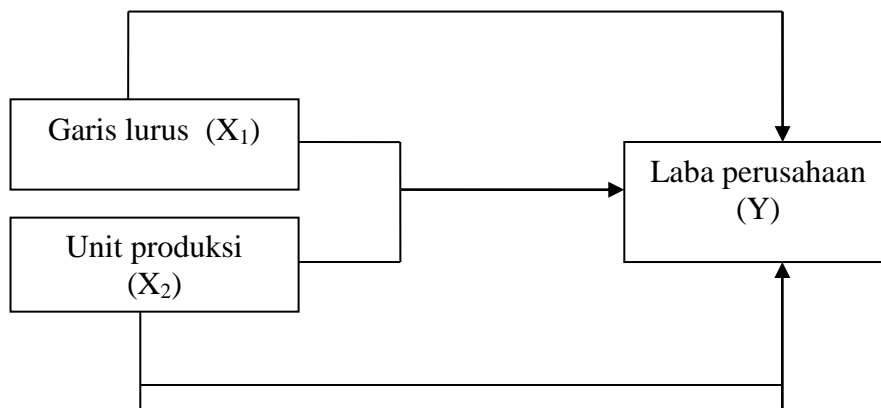 Garis lurus (X₁)
Laba perusahaan
(Y)
Unit produksi
(X₂)